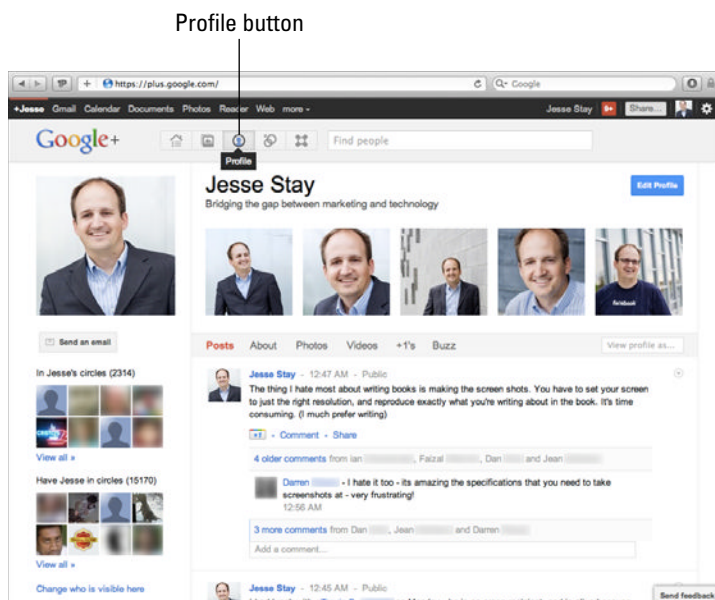 Profile button
https://plus.google.com/
Google
+Jesse Gmail Calendar Documents Photos Reader Web more
Jesse Stay 9+ Share...
Google+
Find people
Profile
Jesse Stay
Edit Profile
Bridging the gap between marketing and technology
facebook
Send an email
Posts About Photos Videos +1's Buzz
View profile as...
In Jesse's circles (2314)
View all »
Have Jesse in circles (15170)
View all »
Change who is visible here
Jesse Stay - 12:47 AM - Public
The thing I hate most about writing books is making the screen shots. You have to set your screen
to just the right resolution, and reproduce exactly what you're writing about in the book. It's time
consuming. (I much prefer writing)
+1 - Comment - Share
4 older comments from Ian , Faizal , Dan and Jean
Darren - I hate it too - its amazing the specifications that you need to take
screenshots at - very frustrating!
12:56 AM
3 more comments from Dan , Jean and Darren
Add a comment...
Jesse Stay - 12:45 AM - Public
Send feedback